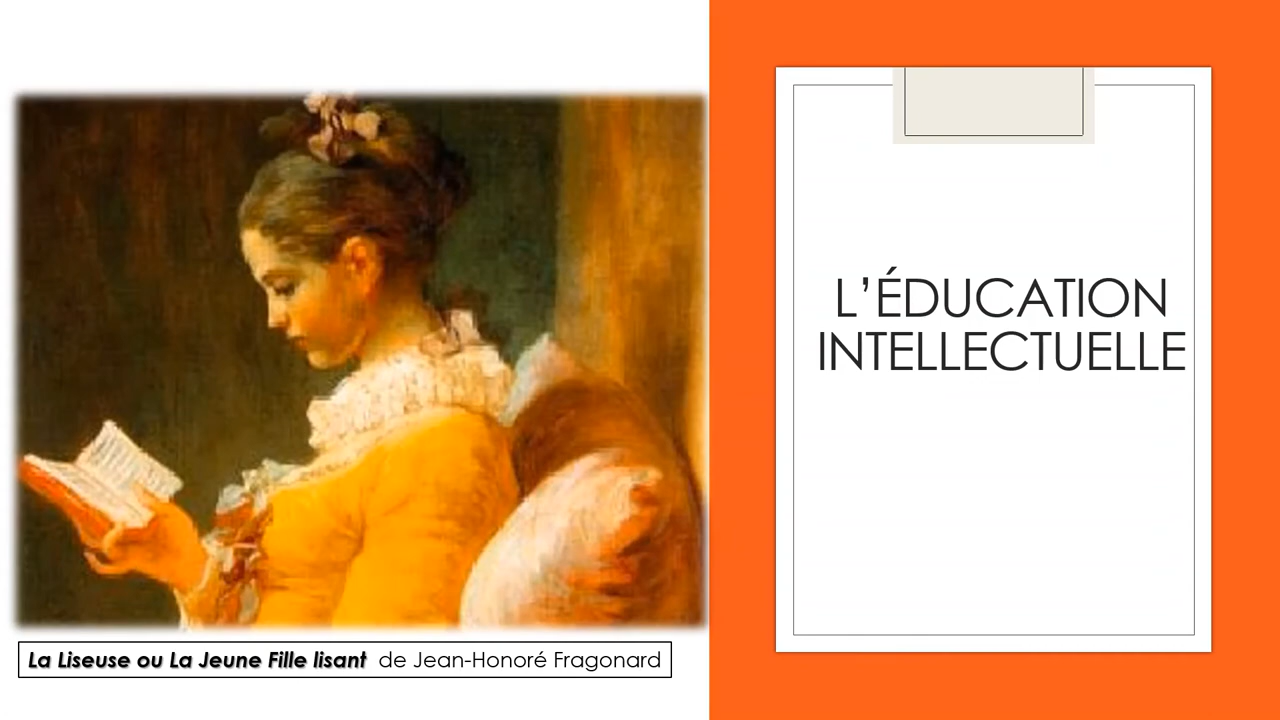 L’ÉDUCATION
INTELLECTUELLE
La Liseuse ou La Jeune Fille lisant de Jean-Honoré Fragonard